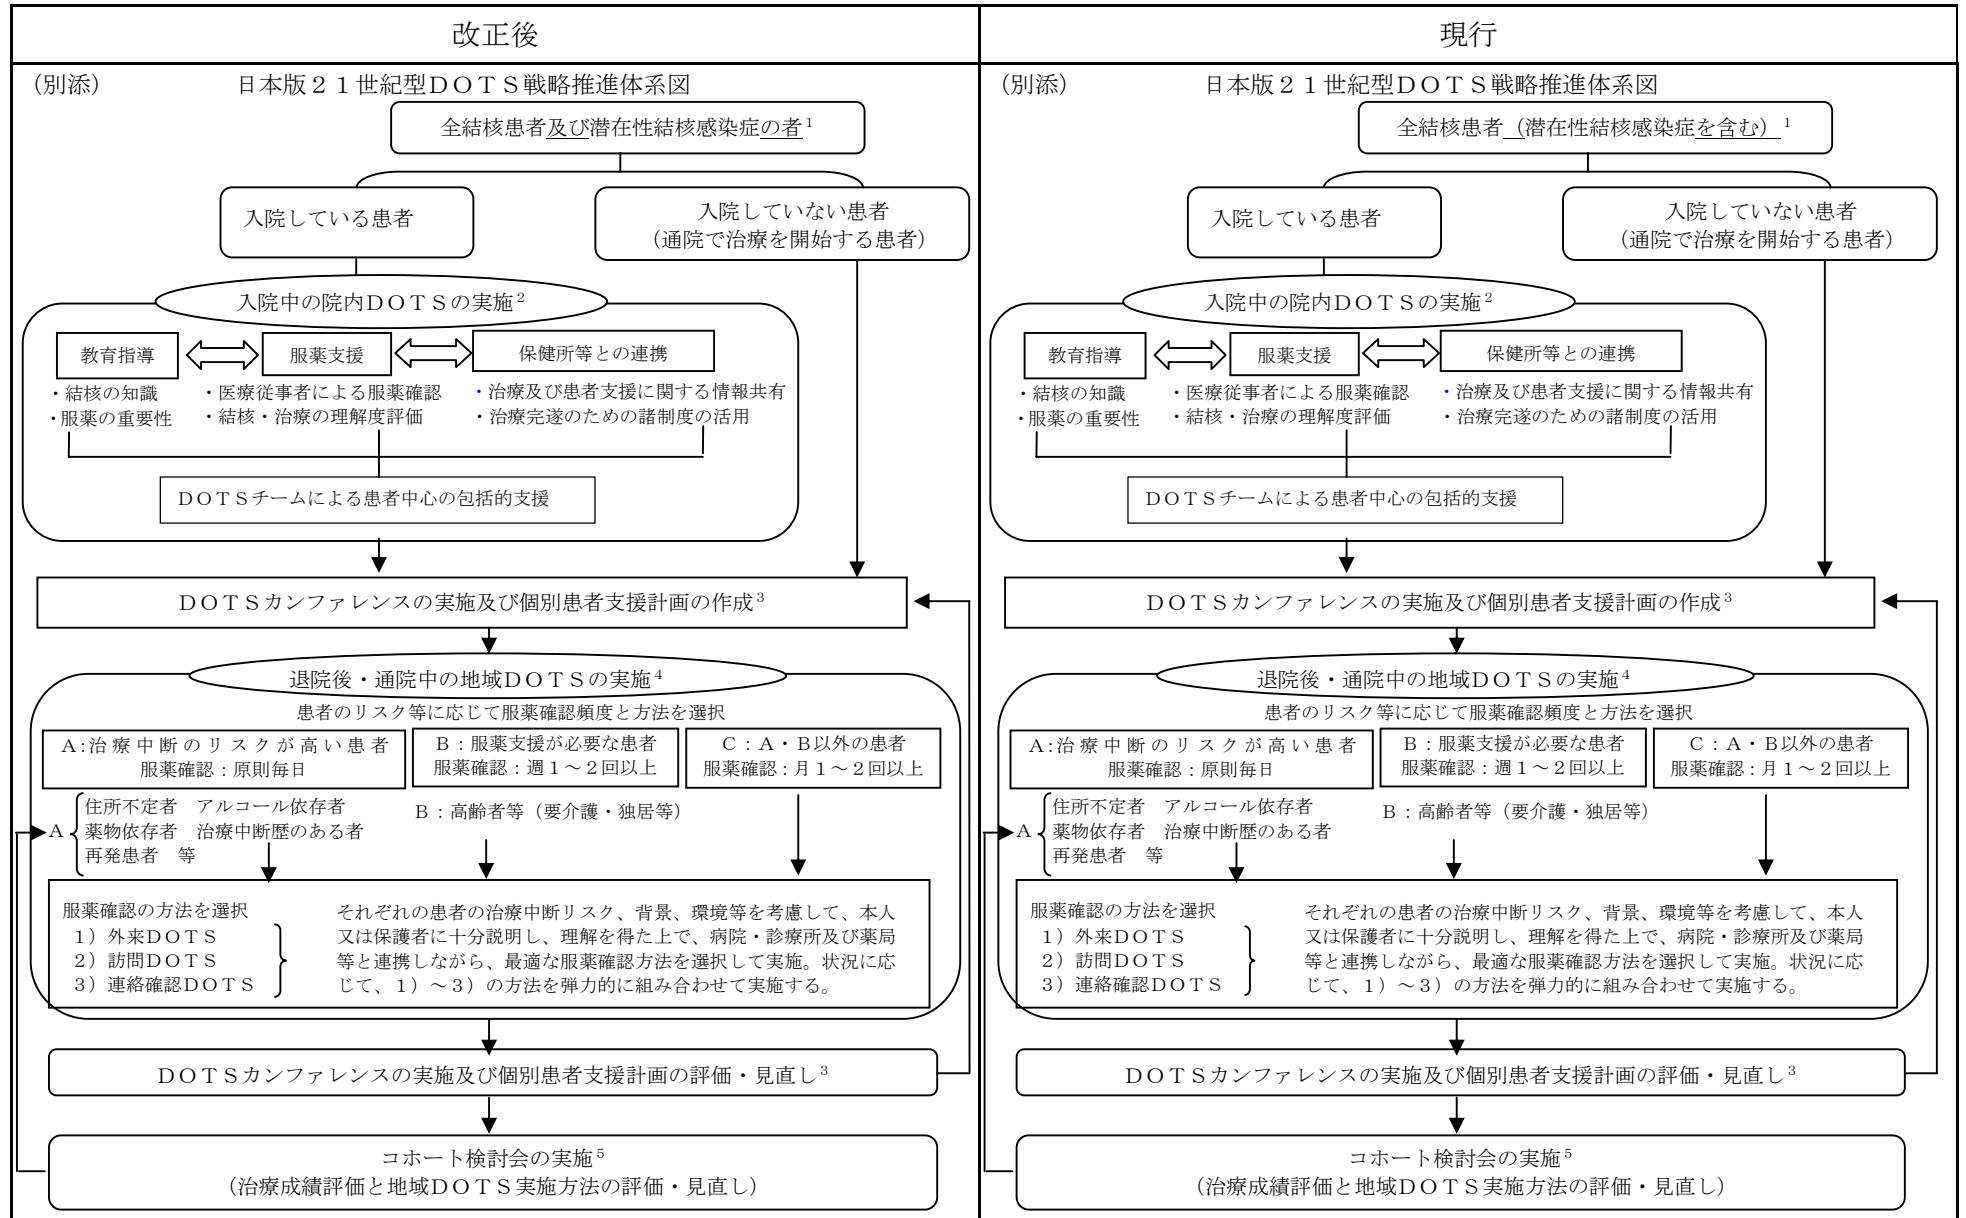 改正後
(別添) 日本版21世紀型DOTS戦略推進体系図
全結核患者及び潜在性結核感染症の者1
入院している患者
入院していない患者
(通院で治療を開始する患者)
入院中の院内DOTSの実施2
教育指導
服薬支援
保健所等との連携
・結核の知識
・服薬の重要性
・医療従事者による服薬確認
・結核・治療の理解度評価
・治療及び患者支援に関する情報共有
・治療完遂のための諸制度の活用
DOTSチームによる患者中心の包括的支援
DOTSカンファレンスの実施及び個別患者支援計画の作成3
退院後・通院中の地域DOTSの実施4
患者のリスク等に応じて服薬確認頻度と方法を選択
A:治療中断のリスクが高い患者
服薬確認:原則毎日
B:服薬支援が必要な患者
服薬確認:週1~2回以上
C:A・B以外の患者
服薬確認:月1~2回以上
A
住所不定者 アルコール依存者
薬物依存者 治療中断歴のある者
再発患者 等
B:高齢者等(要介護・独居等)
服薬確認の方法を選択
1)外来DOTS
2)訪問DOTS
3)連絡確認DOTS
それぞれの患者の治療中断リスク、背景、環境等を考慮して、本人
又は保護者に十分説明し、理解を得た上で、病院・診療所及び薬局
等と連携しながら、最適な服薬確認方法を選択して実施。状況に応
じて、1)~3)の方法を弾力的に組み合わせて実施する。
DOTSカンファレンスの実施及び個別患者支援計画の評価・見直し3
コホート検討会の実施5
(治療成績評価と地域DOTS実施方法の評価・見直し)
現行
(別添) 日本版21世紀型DOTS戦略推進体系図
全結核患者(潜在性結核感染症を含む)1
入院している患者
入院していない患者
(通院で治療を開始する患者)
入院中の院内DOTSの実施2
教育指導
服薬支援
保健所等との連携
・結核の知識
・服薬の重要性
・医療従事者による服薬確認
・結核・治療の理解度評価
・治療及び患者支援に関する情報共有
・治療完遂のための諸制度の活用
DOTSチームによる患者中心の包括的支援
DOTSカンファレンスの実施及び個別患者支援計画の作成3
退院後・通院中の地域DOTSの実施4
患者のリスク等に応じて服薬確認頻度と方法を選択
A:治療中断のリスクが高い患者
服薬確認:原則毎日
B:服薬支援が必要な患者
服薬確認:週1~2回以上
C:A・B以外の患者
服薬確認:月1~2回以上
A
住所不定者 アルコール依存者
薬物依存者 治療中断歴のある者
再発患者 等
B:高齢者等(要介護・独居等)
服薬確認の方法を選択
1)外来DOTS
2)訪問DOTS
3)連絡確認DOTS
それぞれの患者の治療中断リスク、背景、環境等を考慮して、本人
又は保護者に十分説明し、理解を得た上で、病院・診療所及び薬局
等と連携しながら、最適な服薬確認方法を選択して実施。状況に応
じて、1)~3)の方法を弾力的に組み合わせて実施する。
DOTSカンファレンスの実施及び個別患者支援計画の評価・見直し3
コホート検討会の実施5
(治療成績評価と地域DOTS実施方法の評価・見直し)